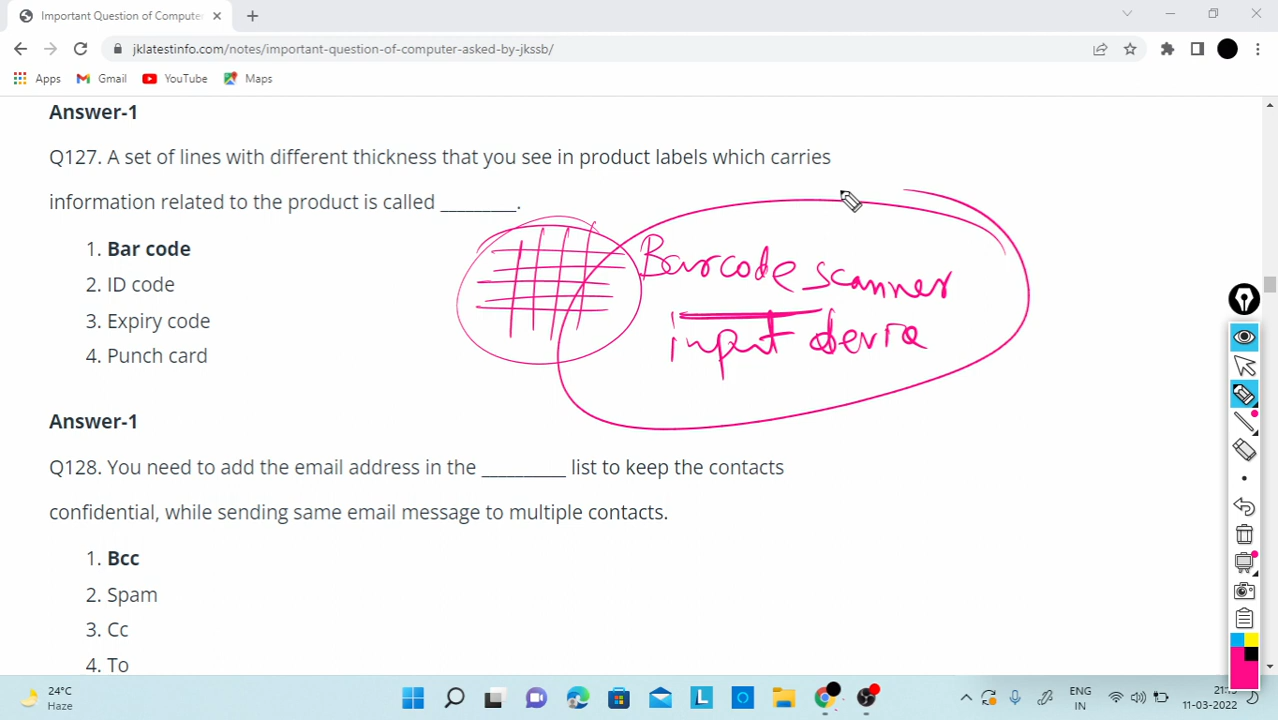 Important Question of Computer
jklatestinfo.com/notes/important-question-of-computer-asked-by-jkssb/
Apps Gmail YouTube Maps
Answer-1
Q127. A set of lines with different thickness that you see in product labels which carries
information related to the product is called _________.
1. Bar code
2. ID code
3. Expiry code
4. Punch card
Barcode scanner
input device
Answer-1
Q128. You need to add the email address in the __________ list to keep the contacts
confidential, while sending same email message to multiple contacts.
1. Bcc
2. Spam
3. Cc
4. To
24°C
Haze
ENG
IN
11-03-2022